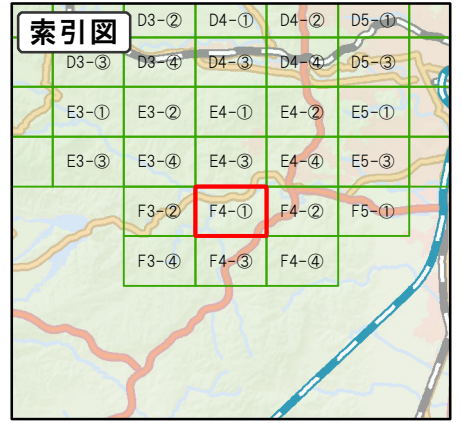 索引図
D3-② D4-① D4-② D5-①
D3-③ D3-④ D4-③ D4-④ D5-③
E3-① E3-② E4-① E4-② E5-①
E3-③ E3-④ E4-③ E4-④ E5-③
F3-② F4-① F4-② F5-①
F3-④ F4-③ F4-④